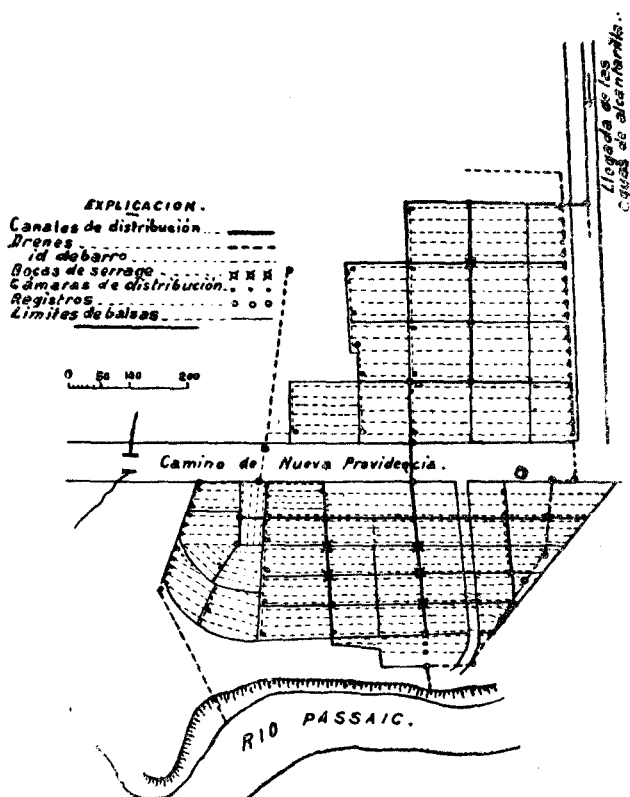 Llegada de las
aguas de alcantarilla.
EXPLICACION.
Canales de distribución
Drenes
id de barro
Bocas de serrage
Cámaras de distribución.
Registros
Limites de balsas
0 50 100 200
Camino de Nueva Providencia.
RIO PASSAIC.